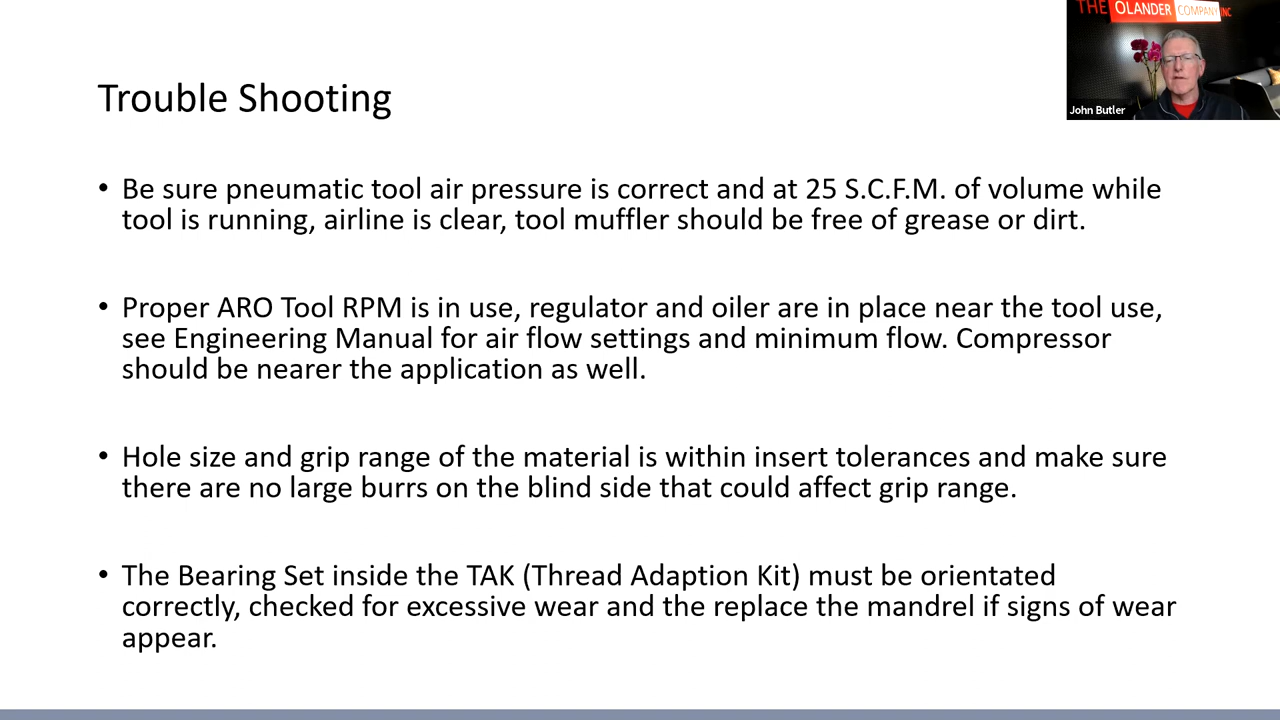 THE OLANDER COMPANY INC
John Butler
Trouble Shooting
• Be sure pneumatic tool air pressure is correct and at 25 S.C.F.M. of volume while
tool is running, airline is clear, tool muffler should be free of grease or dirt.
• Proper ARO Tool RPM is in use, regulator and oiler are in place near the tool use,
see Engineering Manual for air flow settings and minimum flow. Compressor
should be nearer the application as well.
• Hole size and grip range of the material is within insert tolerances and make sure
there are no large burrs on the blind side that could affect grip range.
• The Bearing Set inside the TAK (Thread Adaption Kit) must be orientated
correctly, checked for excessive wear and the replace the mandrel if signs of wear
appear.